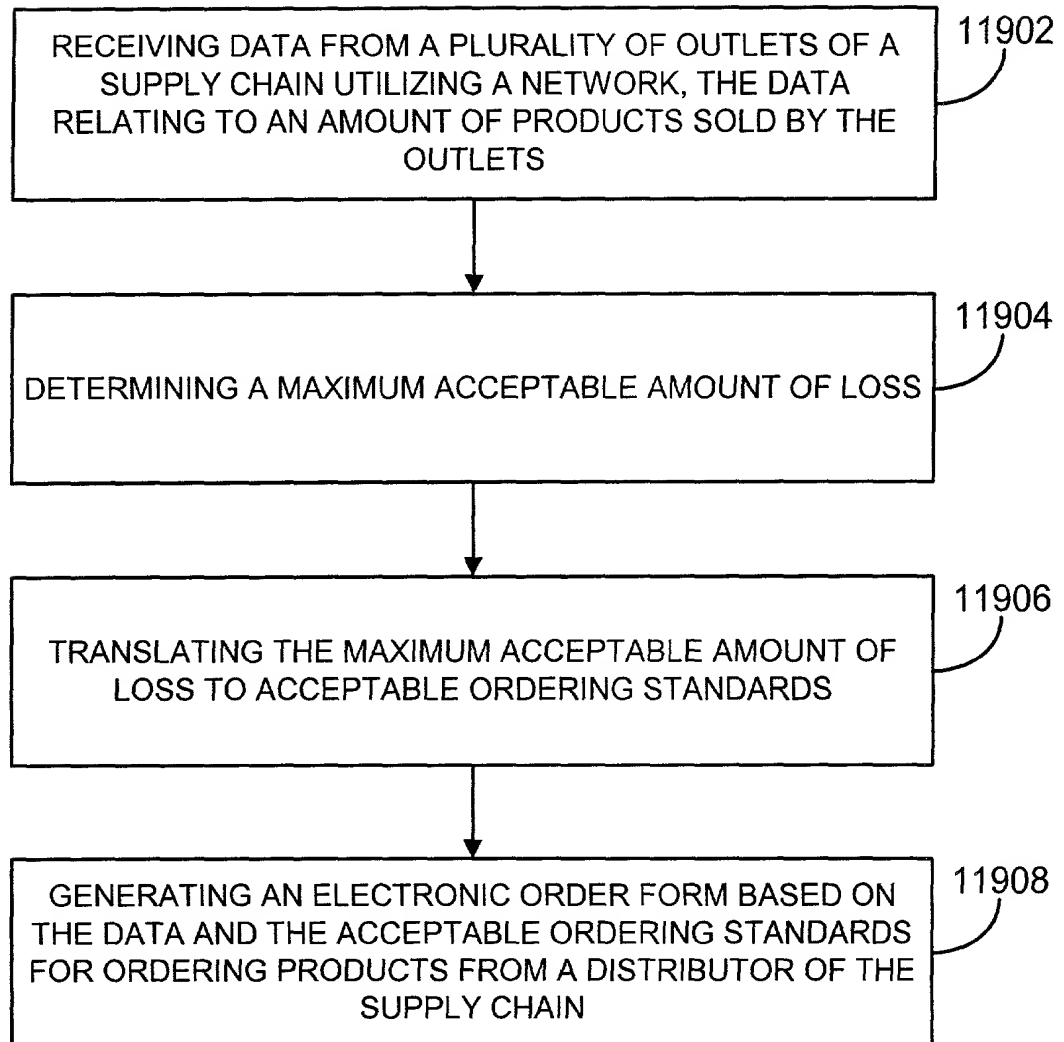 RECEIVING DATA FROM A PLURALITY OF OUTLETS OF A
SUPPLY CHAIN UTILIZING A NETWORK, THE DATA
RELATING TO AN AMOUNT OF PRODUCTS SOLD BY THE
OUTLETS
11902
DETERMINING A MAXIMUM ACCEPTABLE AMOUNT OF LOSS
11904
TRANSLATING THE MAXIMUM ACCEPTABLE AMOUNT OF
LOSS TO ACCEPTABLE ORDERING STANDARDS
11906
GENERATING AN ELECTRONIC ORDER FORM BASED ON
THE DATA AND THE ACCEPTABLE ORDERING STANDARDS
FOR ORDERING PRODUCTS FROM A DISTRIBUTOR OF THE
SUPPLY CHAIN
11908